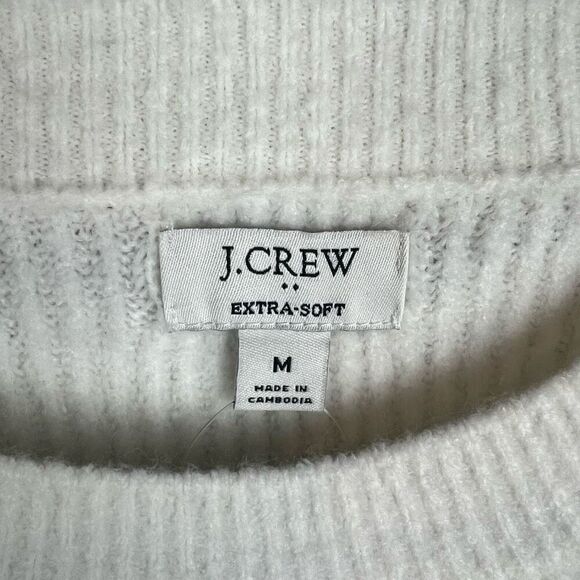 J.CREW
EXTRA-SOFT
M
MADE IN
CAMBODIA